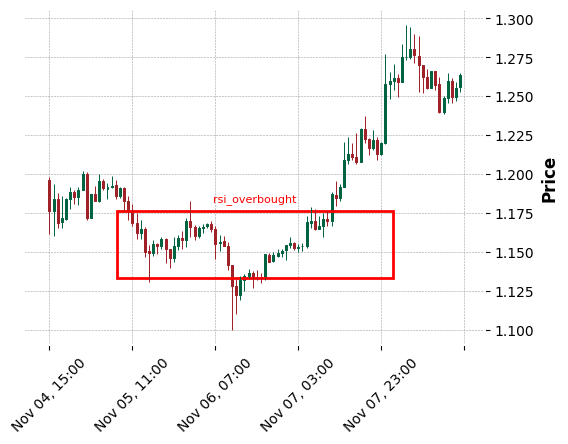 1.300
1.275
1.250
1.225
1.200
1.175
1.150
1.125
1.100
Price
rsi_overbought
Nov 04, 15:00
Nov 05, 11:00
Nov 06, 07:00
Nov 07, 03:00
Nov 07, 23:00